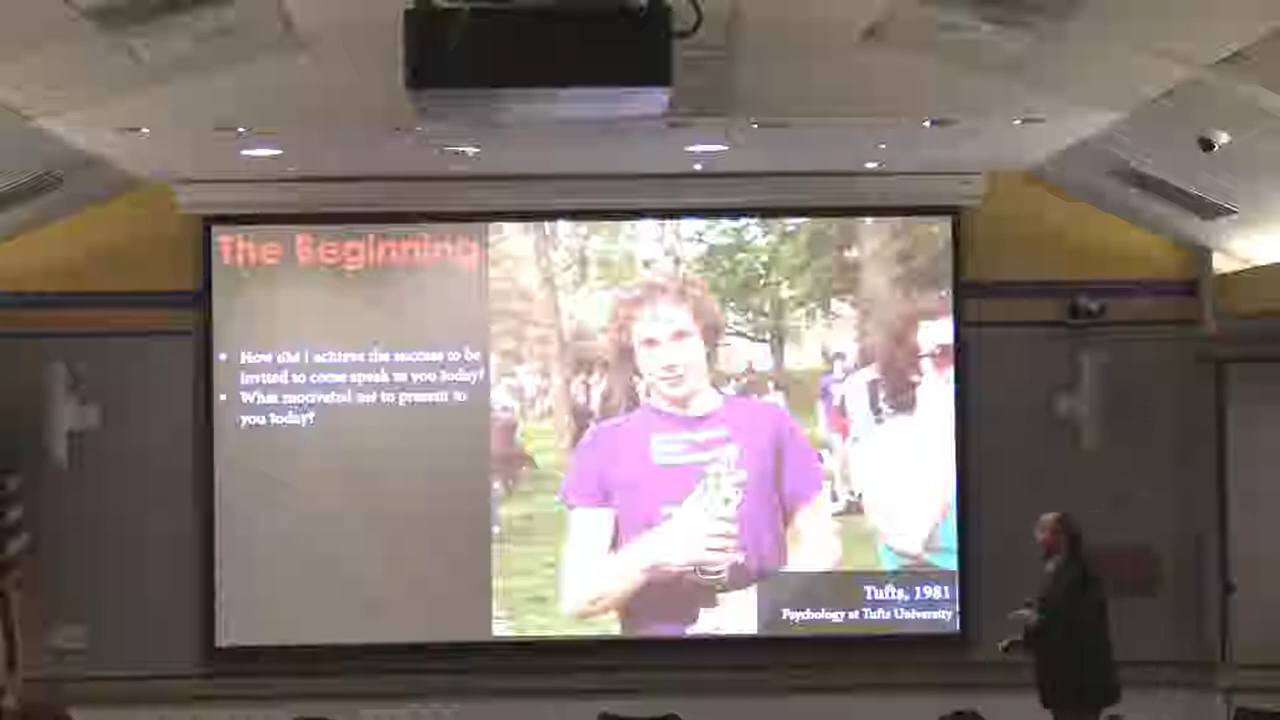 The Beginning
How did I achieve the success to be
invited to come speak to you today?
What motivated me to present to
you today?
Tufts, 1981
Psychology at Tufts University